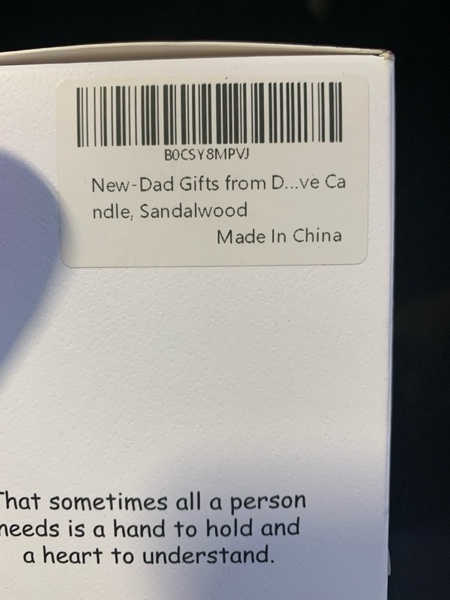 B0CSY8MPVJ
New-Dad Gifts from D...ve Ca
ndle, Sandalwood
Made In China
That sometimes all a person
needs is a hand to hold and
a heart to understand.